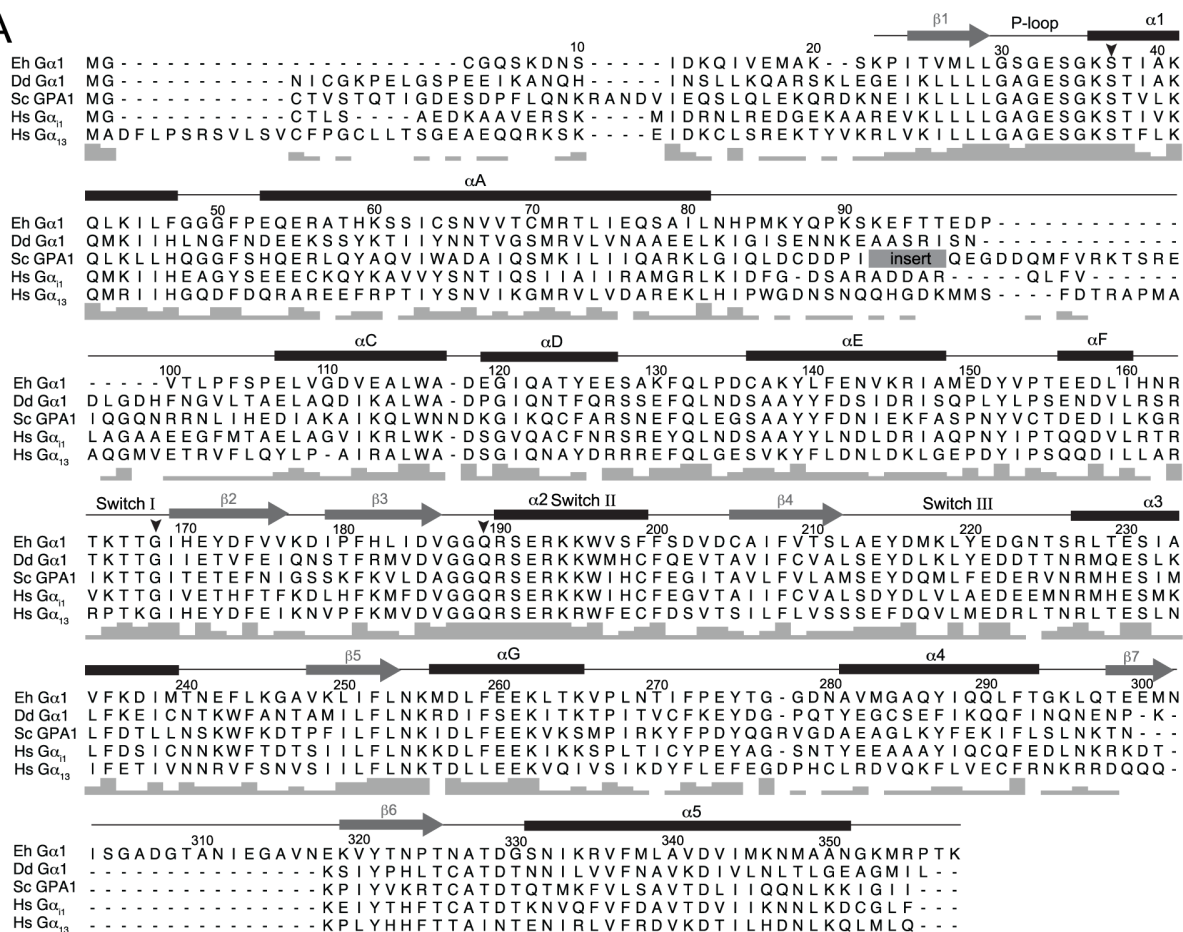 A
β1 P-loop α1
10 20 30 40
Eh Gα1 MG----------------------CGQSKDNS-----IDKQIVEMAK--SKPITVMLLGSGESGKSTIAK
Dd Gα1 MG-----------NICGKPELGSPEEIKANQH-----INSLLIKQARSKLEGEIKLLLLGAGESGKSTIAK
Sc GPA1 MG-----------CTVSTQTIGDESDPFLQNKRANDVIEQSLQLEKQRDKNEIKLLLLGAGESGKSTVLK
Hs Gαi1 MG-----------CTLS---AEDKAAVERSK----MIDRNLREDGEKAAREVKLLLLGAGESGKSTIVK
Hs Gα13 MADFLPSRSVLSVCFPGCLLTSGEAEQQRKSK----EIDKCLSREKTYVKRLVKILLLGAGESGKSTFLK
αA
50 60 70 80 90
Eh Gα1 QLKILFGGGFPEQERATHKSSICSNVVTCMRTLIEQSAILNHPMKYQPKSKEFTTEDP------------
Dd Gα1 QMKIIHLNGFNDEEKSSYKTIIYNNTVGSMRVLVNAAEELKIGISENNKEAASRISN-------------
Sc GPA1 QLKLLHQGGFSHQERLQYAQVIWADAIQSMKILIIQARKLGIQLDCDDPI insert QEGDDQMFVRKTSRE
Hs Gαi1 QMKIIHEAGYSEEECKQYKAVVYSNTIQSIIAIIRAMGRLKIDFG-DSARADDAR-----QLFV------
Hs Gα13 QMRIIHGQDFDQRAREEFRPTIYSNVIKGMRVLVDAREKLHIPWGDNSNQQHGDKMMS----FDTRAPMA
αC αD αE αF
100 110 120 130 140 150 160
Eh Gα1 -----VTLPFSPELVGDVEALWA-DEGIQATYEESAKFQLPDCAKYLFENVKRIAMEDYVPTEEDLIHNR
Dd Gα1 DLGDHFNGVLTAELAQDIKALWA-DPGIQNTFQRSSEFQLNDSAAYYFDSIDRISQPLYLPSENDVLRSR
Sc GPA1 IQGQNRRNGLIHEDIAKAIKQLWNNDKGIKQCFARSNEFQLEGSAAYYFDNIEKFASPNYVCTDEDILKGR
Hs Gαi1 LAGAAEEGFMTAELAGVIKRLWK-DSGVQACFNRSREYQLNDSAAYYLNDLDRIAQPNYIPTQQDVLRTR
Hs Gα13 AQGMVETRVFLQYLP-AIRALWA-DSGIQNAYDRRREFQLGESVKYFLDNLDKLGEPDYIPSQQDILLAR
Switch I β2 β3 α2 Switch II β4 Switch III α3
170 180 190 200 210 220 230
Eh Gα1 TKTTGIHEYDFVVKDIPFHLIDVGGQRSERKKWVSFFSDVDCAIFVTSLAEYDMKLYEDGNTSRLTESIA
Dd Gα1 TKTTGIIETVFEIQNSTFRMVDVGGQRSERKKWMHCFQEVTAVIFCVALSEYDLKLYEDDTTNRMQESLK
Sc GPA1 IKTTGITETEFNIGSSKFKVLDAGGQRSERKKWIHCFEGITAVLFVLAMSEYDQMLFEDERVNRMHESIM
Hs Gαi1 VKTTGIVETHFTFKDLHFKMFDVGGQRSERKKWIHCFEGVTAIIFCVALSDYDLVLAEDEEMNRMHESMK
Hs Gα13 RPTKGIHEYDFEIKNVPFKMVDVGGQRSERKRWFECFDSVTSILFLVSSSEFDQVLMEDRLTNRLTESLN
β5 αG α4 β7
240 250 260 270 280 290 300
Eh Gα1 VFKDIMTNEFLKGAVKLIFLNKMDLFEEKLTKVPLNTIFPEYTG-GDNAVMGAQYIQQLFTGKLQTEEMN
Dd Gα1 LFKEICNTKWFANTAMILFLNKRDIFSEKITKTPITVCFKEYDG-PQTYEGCSEFIKQQFINQNENP-K-
Sc GPA1 LFDTLLNSKWFKDTPFILFLNKIDLFEEKVKSMPIRKYFPDYQGRVGDAEAGLKYFEKIFLSLNKTN---
Hs Gαi1 LFDSICNNKWFTDTSIILFLNKKDLFEEKIKKSPLTICYPEYAG-SNTYEEAAAYIQCQFEDLNKRKDT-
Hs Gα13 IFETIVNNRVFSNVSIILFLNKTDLLEEKVQIVSIKDYFLEFEGDPHCLRDVQKFLVECFRNKRRDQQQ-
β6 α5
310 320 330 340 350
Eh Gα1 ISGADGTANIEGAVNEKVYTNPTNATDGSNIKRVFMLAVDVIMKNMAANGKMRPTK
Dd Gα1 ---------------KSIYPHLTCATDTNNILVVFNAVKDIVLNLTLGEAGMIL---
Sc GPA1 ---------------KPIYVKRTCATDTQTMKFVLSAVTDLIIQQNLKKIGII---
Hs Gαi1 ---------------KEIYTHFTCATDTKNVQFVFDAVTDVIIKNNLKDCGLF---
Hs Gα13 ---------------KPLYHHFTTAINTENIRLVFRDVKDTILHDNLKQLMLQ---